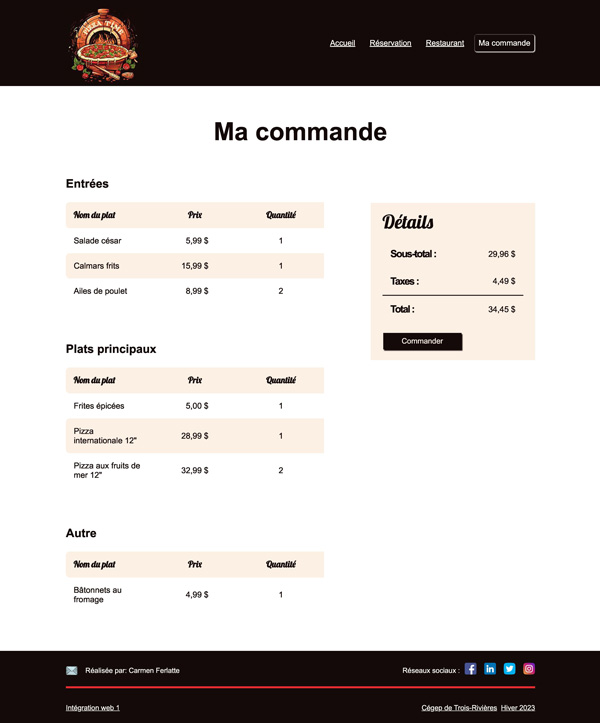 PIZZA TIME
Accueil Réservation Restaurant Ma commande
Ma commande
Entrées
Nom du plat Prix Quantité
Salade césar 5,99 $ 1
Calmars frits 15,99 $ 1
Ailes de poulet 8,99 $ 2
Plats principaux
Nom du plat Prix Quantité
Frites épicées 5,00 $ 1
Pizza
internationale 12" 28,99 $ 1
Pizza aux fruits de
mer 12" 32,99 $ 2
Autre
Nom du plat Prix Quantité
Bâtonnets au
fromage 4,99 $ 1
Détails
Sous-total : 29,96 $
Taxes : 4,49 $
Total : 34,45 $
Commander
Réalisée par: Carmen Ferlatte Réseaux sociaux :
Intégration web 1 Cégep de Trois-Rivières Hiver 2023